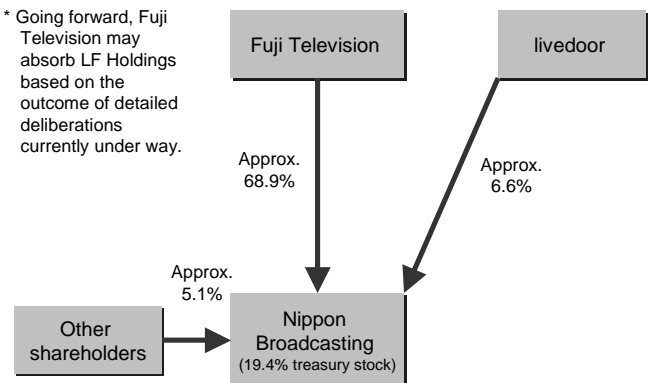 * Going forward, Fuji
Television may
absorb LF Holdings
based on the
outcome of detailed
deliberations
currently under way.
Fuji Television
livedoor
Approx.
68.9%
Approx.
6.6%
Approx.
5.1%
Other
shareholders
Nippon
Broadcasting
(19.4% treasury stock)